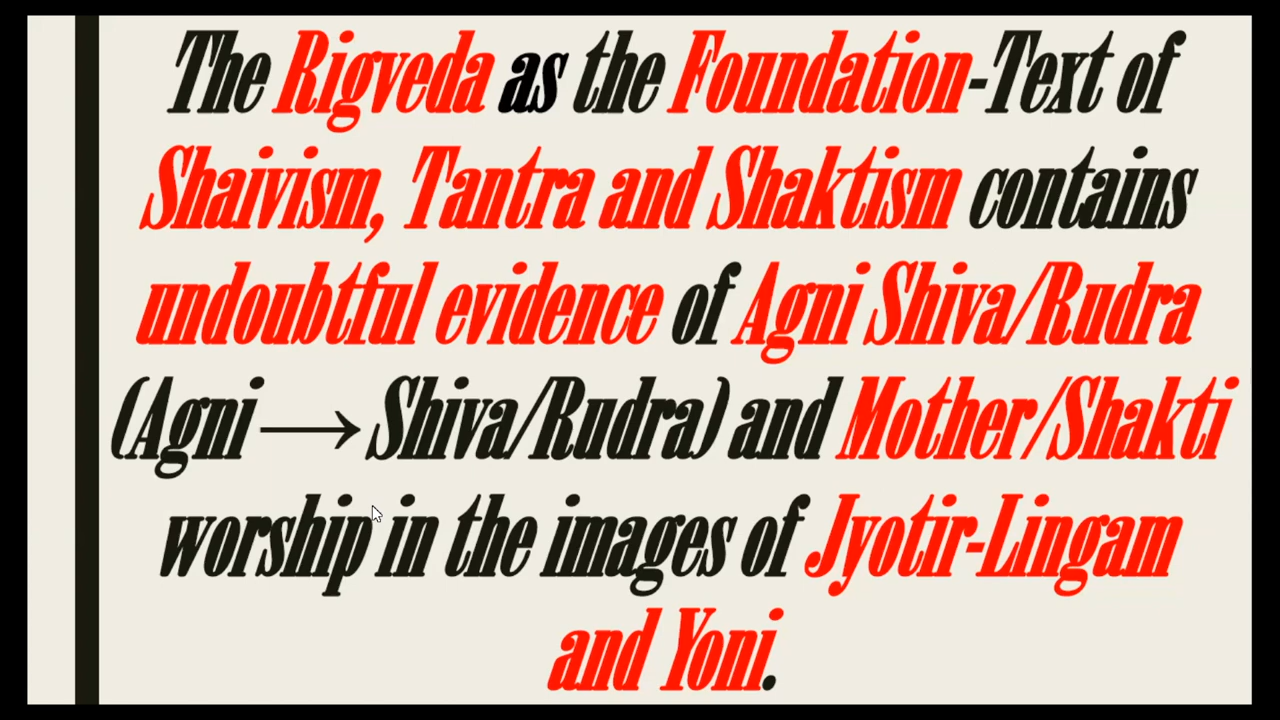 The Rigveda as the Foundation-Text of
Shaivism, Tantra and Shaktism contains
undoubtful evidence of Agni Shiva/Rudra
(Agni → Shiva/Rudra) and Mother/Shakti
worship in the images of Jyotir-Lingam
and Yoni.